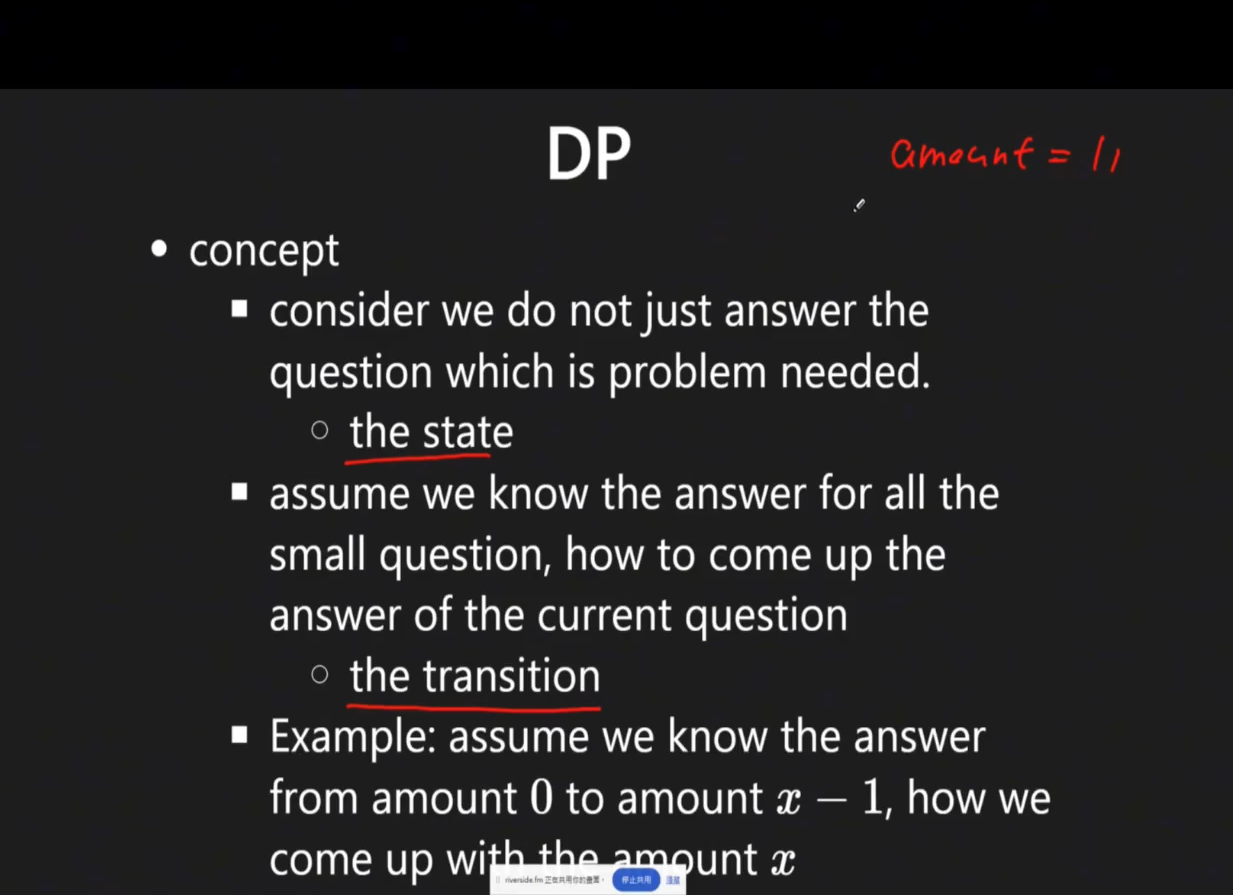 DP
amount = 11
concept
consider we do not just answer the
question which is problem needed.
the state
assume we know the answer for all the
small question, how to come up the
answer of the current question
the transition
Example: assume we know the answer
from amount 0 to amount x − 1, how we
come up with the amount x
riverside.fm 正在共用你的畫面。 停止共用 隱藏